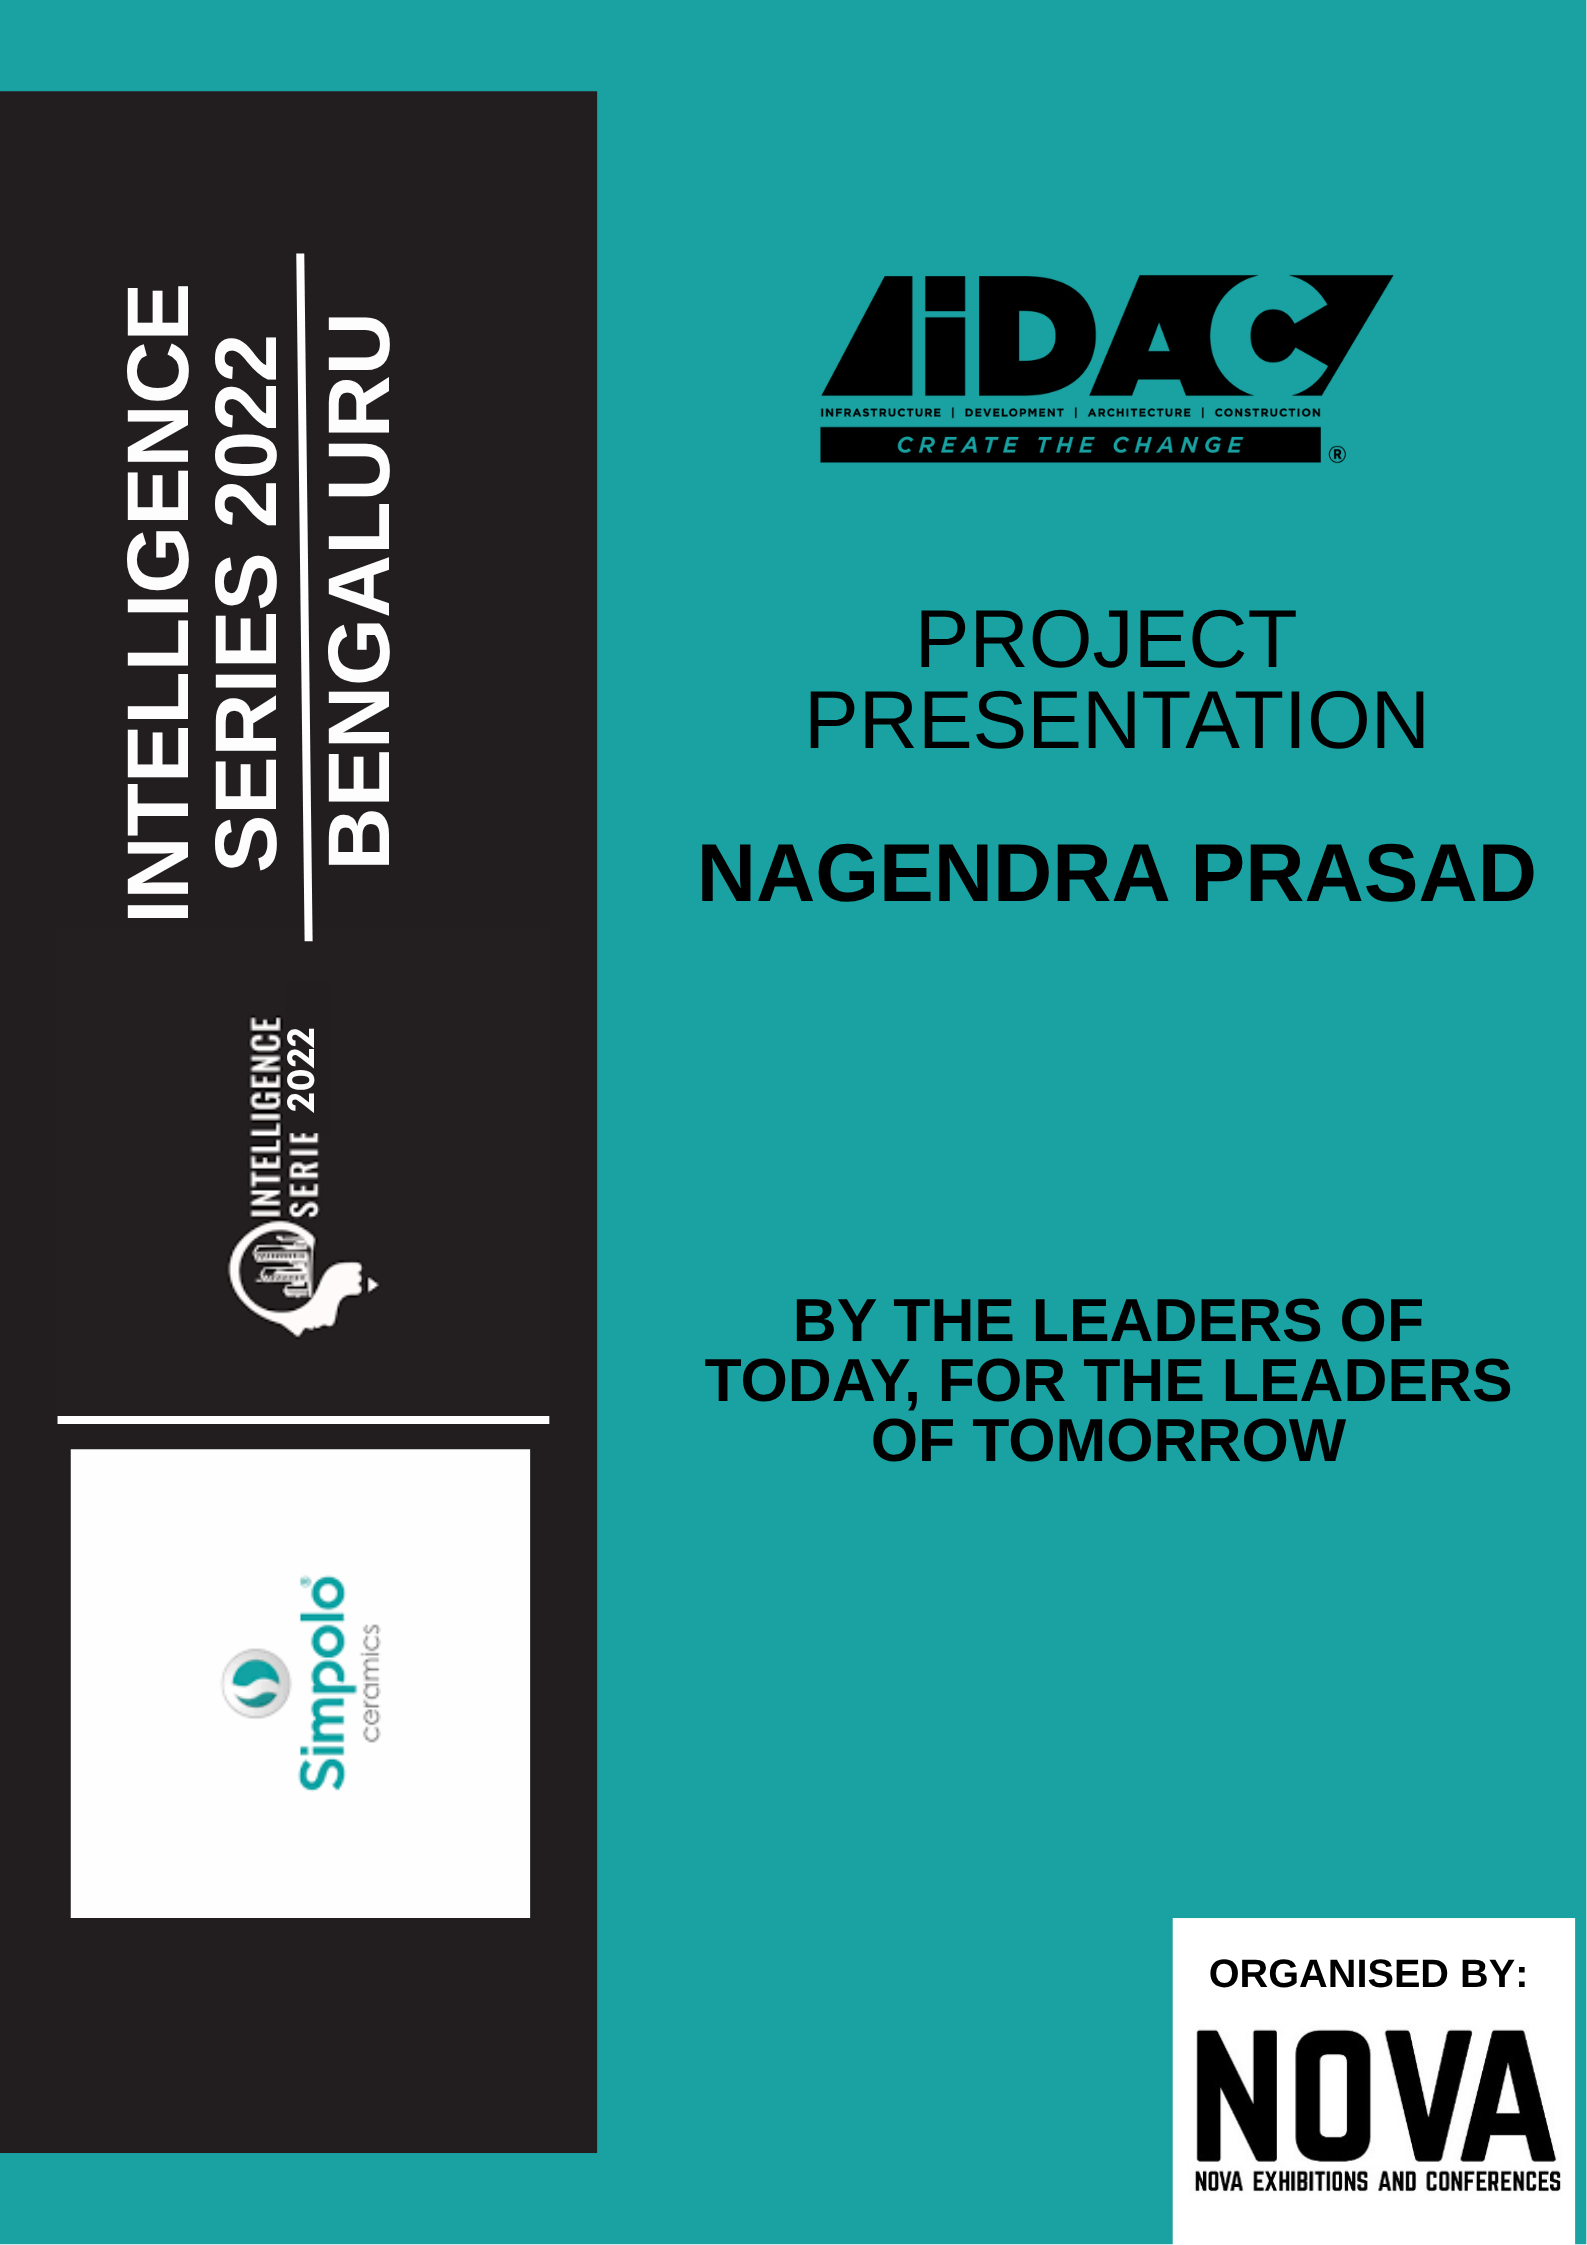 INTELLIGENCE
SERIES 2022
BENGALURU
INTELLIGENCE
SERIE 2022
Simpolo®
ceramics
AiDAC
INFRASTRUCTURE | DEVELOPMENT | ARCHITECTURE | CONSTRUCTION
CREATE THE CHANGE ®
PROJECT
PRESENTATION
NAGENDRA PRASAD
BY THE LEADERS OF
TODAY, FOR THE LEADERS
OF TOMORROW
ORGANISED BY:
NOVA
NOVA EXHIBITIONS AND CONFERENCES